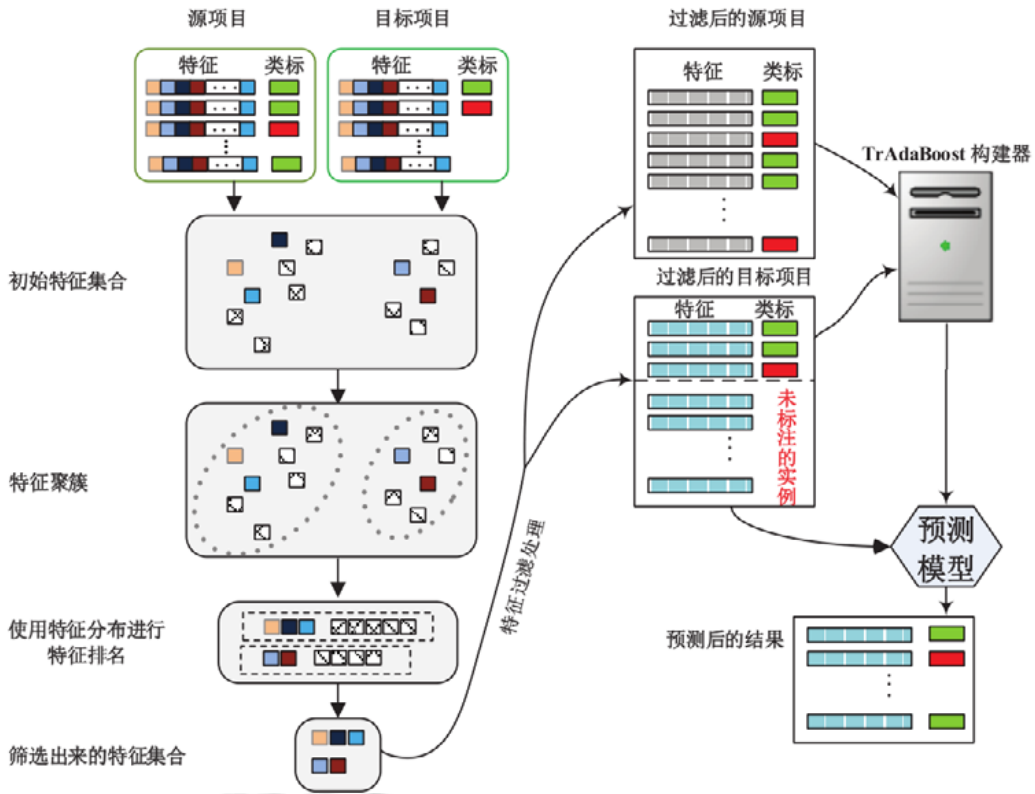 源项目
目标项目
特征 类标
特征 类标
初始特征集合
特征聚簇
使用特征分布进行
特征排名
筛选出来的特征集合
特征过滤处理
过滤后的源项目
特征 类标
TrAdaBoost 构建器
过滤后的目标项目
特征 类标
未标注的实例
预测
模型
预测后的结果